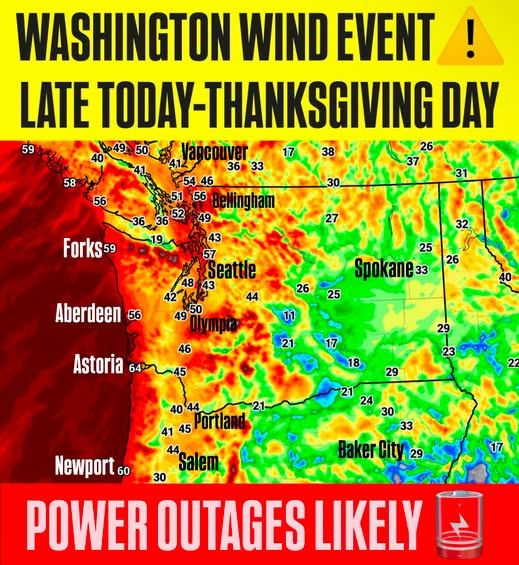 WASHINGTON WIND EVENT
LATE TODAY-THANKSGIVING DAY
59 49 50 Vancouver 17 38 26
40 41 41 36 33 37
58 54 46 30 31
56 51 56 Bellingham
36 36 52 49 27 32
19 43 25
Forks 59 57 26
Seattle Spokane 33 40
48 43 26 25
42 44
Aberdeen 56 49 50 11
Olympia 29
46 21 17 23
Astoria 64 45 18 29 22
21
40 44 21 24 30
Portland
41 45 33
44 Baker City 29 17
Newport 60 Salem
30
POWER OUTAGES LIKELY